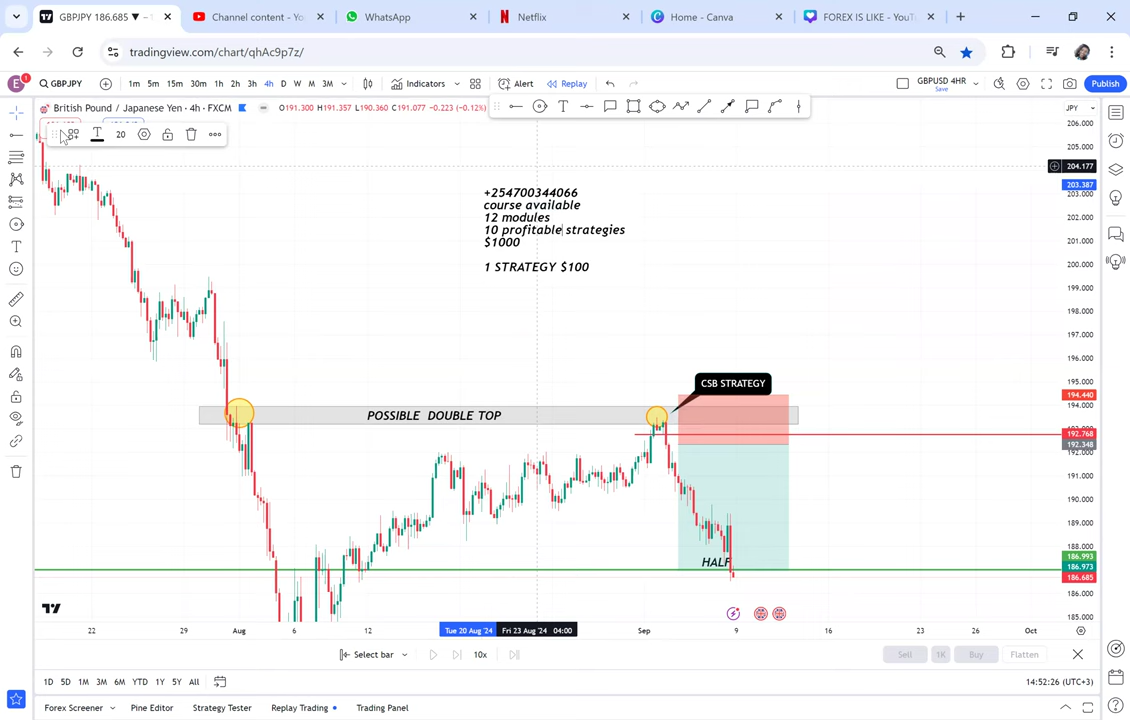 GBPJPY 186.685 ▼ −
Channel content - Yo
WhatsApp
Netflix
Home - Canva
FOREX IS LIKE - YouT
tradingview.com/chart/qhAc9p7z/
E
1
GBPJPY
1m 5m 15m 30m 1h 2h 3h 4h D W M 3M
Indicators
Alert
Replay
GBPUSD 4HR
Save
Publish
British Pound / Japanese Yen · 4h · FXCM
O191.300 H191.357 L190.360 C191.077 -0.223 (-0.12%)
JPY
T 20
206.000
205.000
204.177
203.387
203.000
202.000
201.000
200.000
199.000
198.000
197.000
196.000
195.000
194.440
194.000
192.768
192.348
192.000
191.000
190.000
189.000
188.000
186.993
186.973
186.685
186.000
185.000
+254700344066
course available
12 modules
10 profitable strategies
$1000
1 STRATEGY $100
CSB STRATEGY
POSSIBLE DOUBLE TOP
HALF
22 29 Aug 6 12 Tue 20 Aug '24 Fri 23 Aug '24 04:00 Sep 9 16 23 26 Oct
Select bar
10x
Sell
1K
Buy
Flatten
1D 5D 1M 3M 6M YTD 1Y 5Y All
14:52:26 (UTC+3)
Forex Screener
Pine Editor
Strategy Tester
Replay Trading
Trading Panel